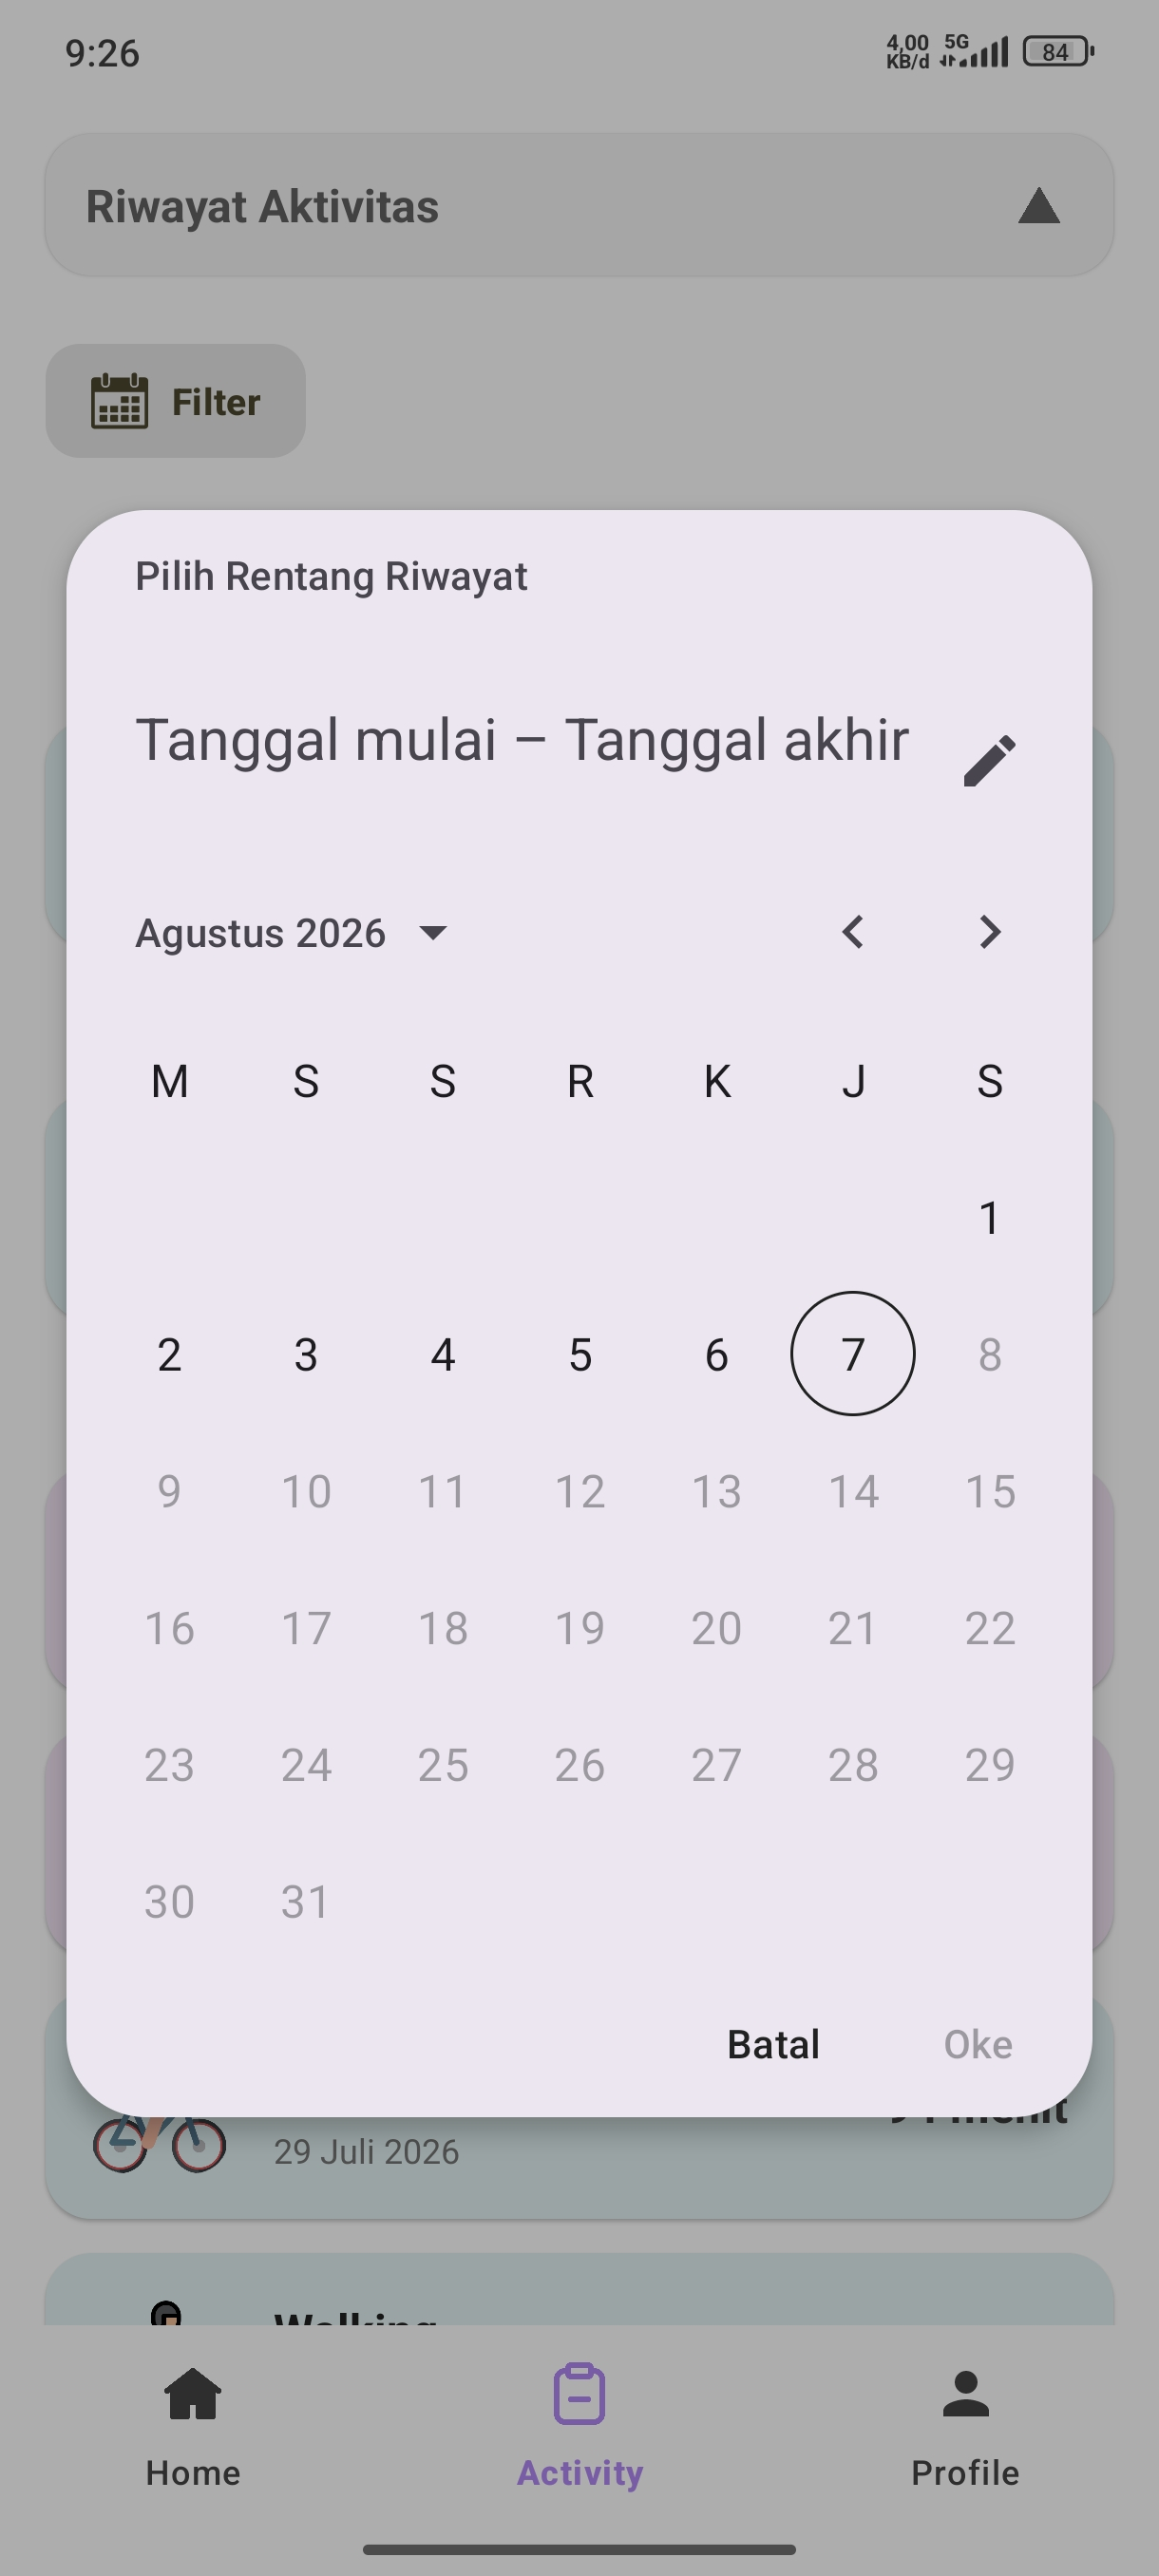 9:26
4,00
KB/d
5G
84
Riwayat Aktivitas
Filter
Pilih Rentang Riwayat
Tanggal mulai – Tanggal akhir
Agustus 2026
M S S R K J S
1
2 3 4 5 6 7 8
9 10 11 12 13 14 15
16 17 18 19 20 21 22
23 24 25 26 27 28 29
30 31
Batal Oke
29 Juli 2026
Walking
Home Activity Profile